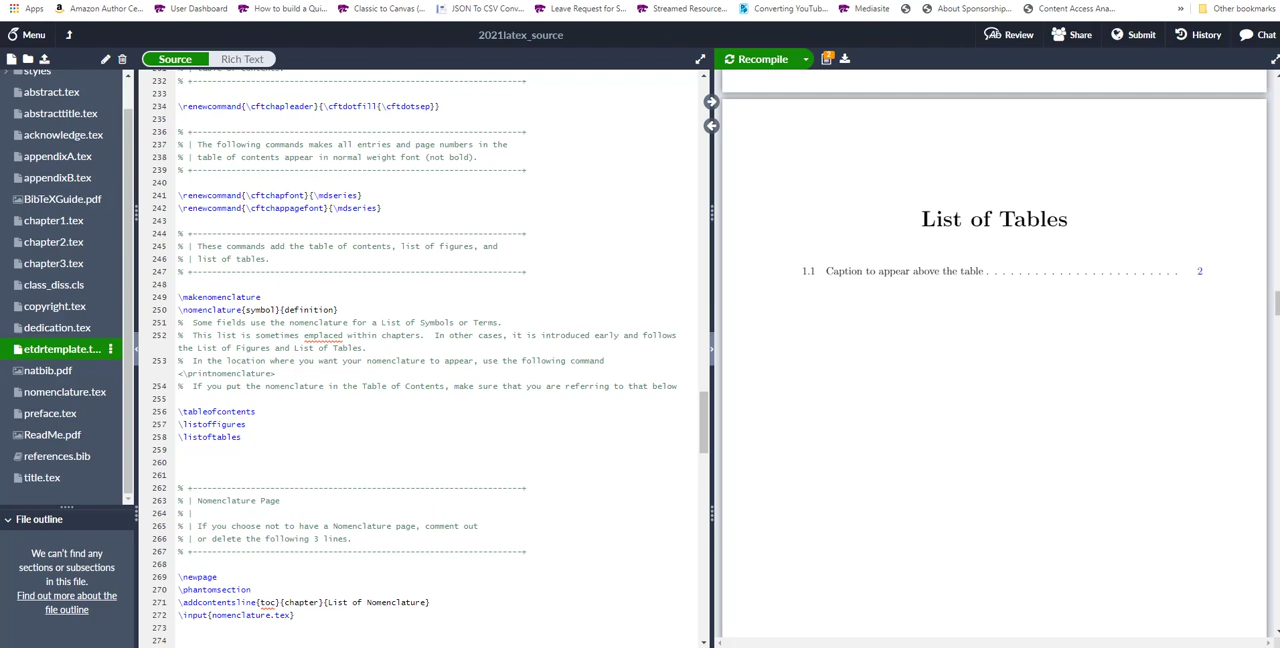 Apps
Amazon Author Ce...
User Dashboard
How to build a Qui...
Classic to Canvas (...
JSON To CSV Conv...
Leave Request for S...
Streamed Resource...
Converting YouTub...
Mediasite
About Sponsorship...
Content Access Ana...
»
Other bookmarks
Menu
2021latex_source
Review
Share
Submit
History
Chat
Source
Rich Text
Recompile
2
styles
abstract.tex
abstracttitle.tex
acknowledge.tex
appendixA.tex
appendixB.tex
BibTeXGuide.pdf
chapter1.tex
chapter2.tex
chapter3.tex
class_diss.cls
copyright.tex
dedication.tex
etdrtemplate.t...
natbib.pdf
nomenclature.tex
preface.tex
ReadMe.pdf
references.bib
title.tex
File outline
We can't find any
sections or subsections
in this file.
Find out more about the
file outline
232 % +----------------------------------------------------------------+
233
234 \renewcommand{\cftchapleader}{\cftdotfill{\cftdotsep}}
235
236 % +----------------------------------------------------------------+
237 % | The following commands makes all entries and page numbers in the
238 % | table of contents appear in normal weight font (not bold).
239 % +----------------------------------------------------------------+
240
241 \renewcommand{\cftchapfont}{\mdseries}
242 \renewcommand{\cftchappagefont}{\mdseries}
243
244 % +----------------------------------------------------------------+
245 % | These commands add the table of contents, list of figures, and
246 % | list of tables.
247 % +----------------------------------------------------------------+
248
249 \makenomenclature
250 \nomenclature{symbol}{definition}
251 % Some fields use the nomenclature for a List of Symbols or Terms.
252 % This list is sometimes emplaced within chapters. In other cases, it is introduced early and follows
the List of Figures and List of Tables.
253 % In the location where you want your nomenclature to appear, use the following command
<\printnomenclature>
254 % If you put the nomenclature in the Table of Contents, make sure that you are referring to that below
255
256 \tableofcontents
257 \listoffigures
258 \listoftables
259
260
261
262 % +----------------------------------------------------------------+
263 % | Nomenclature Page
264 % |
265 % | If you choose not to have a Nomenclature page, comment out
266 % | or delete the following 3 lines.
267 % +----------------------------------------------------------------+
268
269 \newpage
270 \phantomsection
271 \addcontentsline{toc}{chapter}{List of Nomenclature}
272 \input{nomenclature.tex}
273
274
List of Tables
1.1 Caption to appear above the table . . . . . . . . . . . . . . . . . . . . . . . . 2